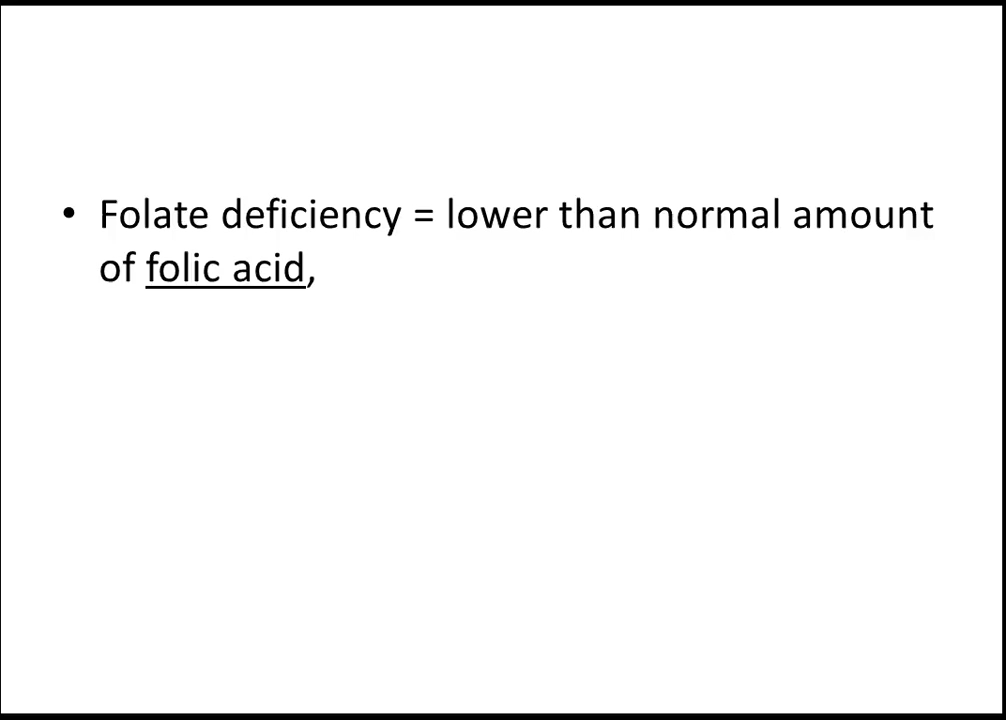 • Folate deficiency = lower than normal amount
of folic acid,